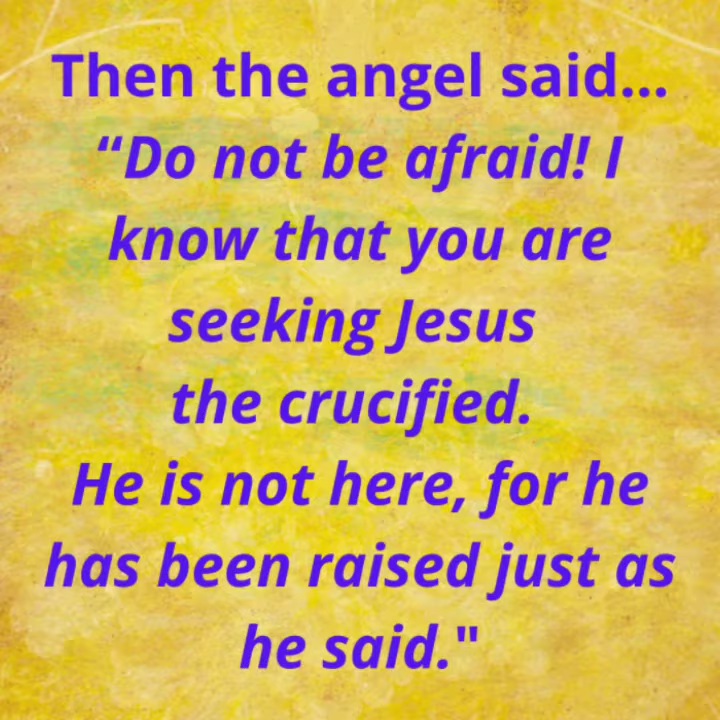 Then the angel said...
“Do not be afraid! I
know that you are
seeking Jesus
the crucified.
He is not here, for he
has been raised just as
he said."